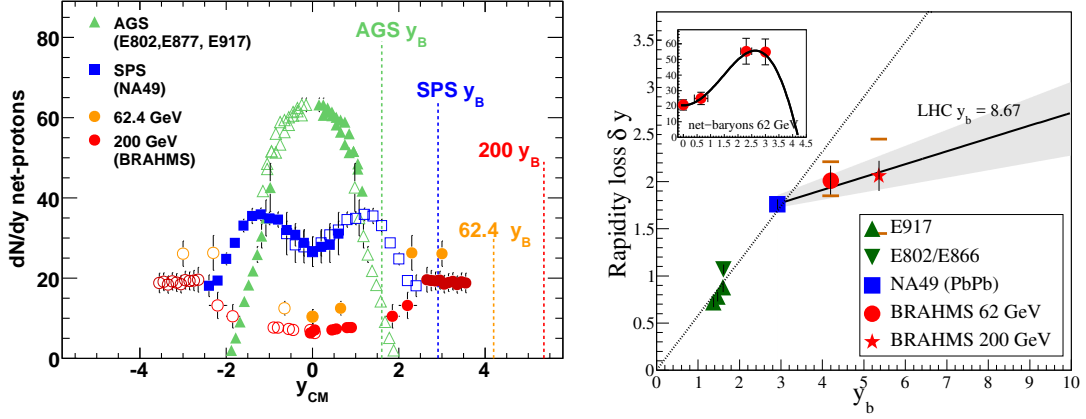 80
60
40
20
0
dN/dy net-protons
AGS
(E802,E877, E917)
SPS
(NA49)
62.4 GeV
200 GeV
(BRAHMS)
AGS y_B
SPS y_B
200 y_B
62.4 y_B
-4 -2 0 2 4
y_CM
Rapidity loss δ y
3.5
3
2.5
2
1.5
1
0.5
0
60
50
40
30
20
10
0
0 0.5 1 1.5 2 2.5 3 3.5 4 4.5
net-baryons 62 GeV
LHC y_b = 8.67
E917
E802/E866
NA49 (PbPb)
BRAHMS 62 GeV
BRAHMS 200 GeV
0 1 2 3 4 5 6 7 8 9 10
y_b